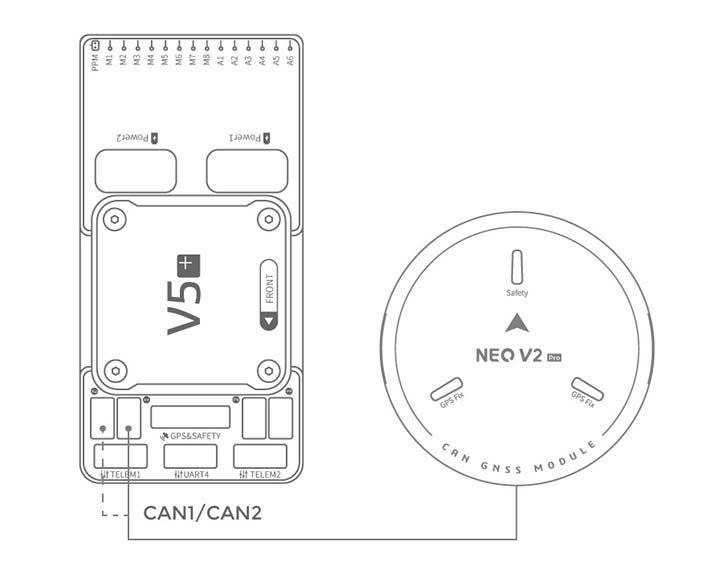 PPM M1 M2 M3 M4 M5 M6 M7 M8 A1 A2 A3 A4 A5 A6
Power2 Power1
V5+
FRONT
GPS&SAFETY
TELEM1 UART4 TELEM2
CAN1/CAN2
Safety
NEO V2 Pro
GPS Fix GPS Fix
CAN GNSS MODULE